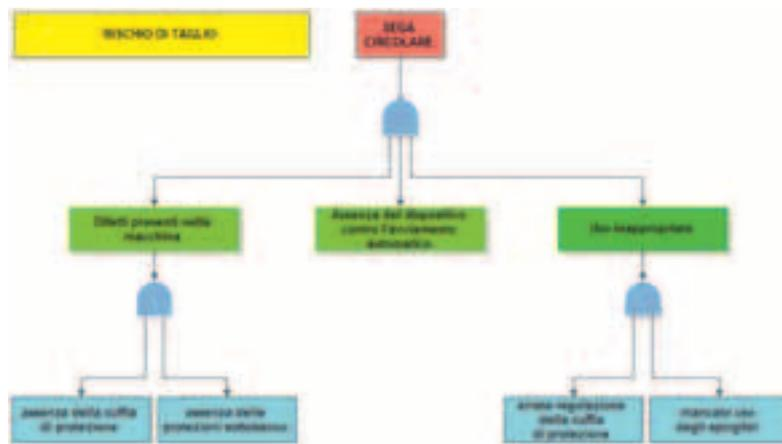 RISCHIO DI TAGLIO
SEGA
CIRCOLARE
Difetti presenti nella
macchina
Assenza del dispositivo
contro l'avviamento
automatico
Uso inappropriato
assenza della cuffia
di protezione
assenza delle
protezioni sottobanco
errata regolazione
della cuffia
di protezione
mancato uso
degli spingitoi